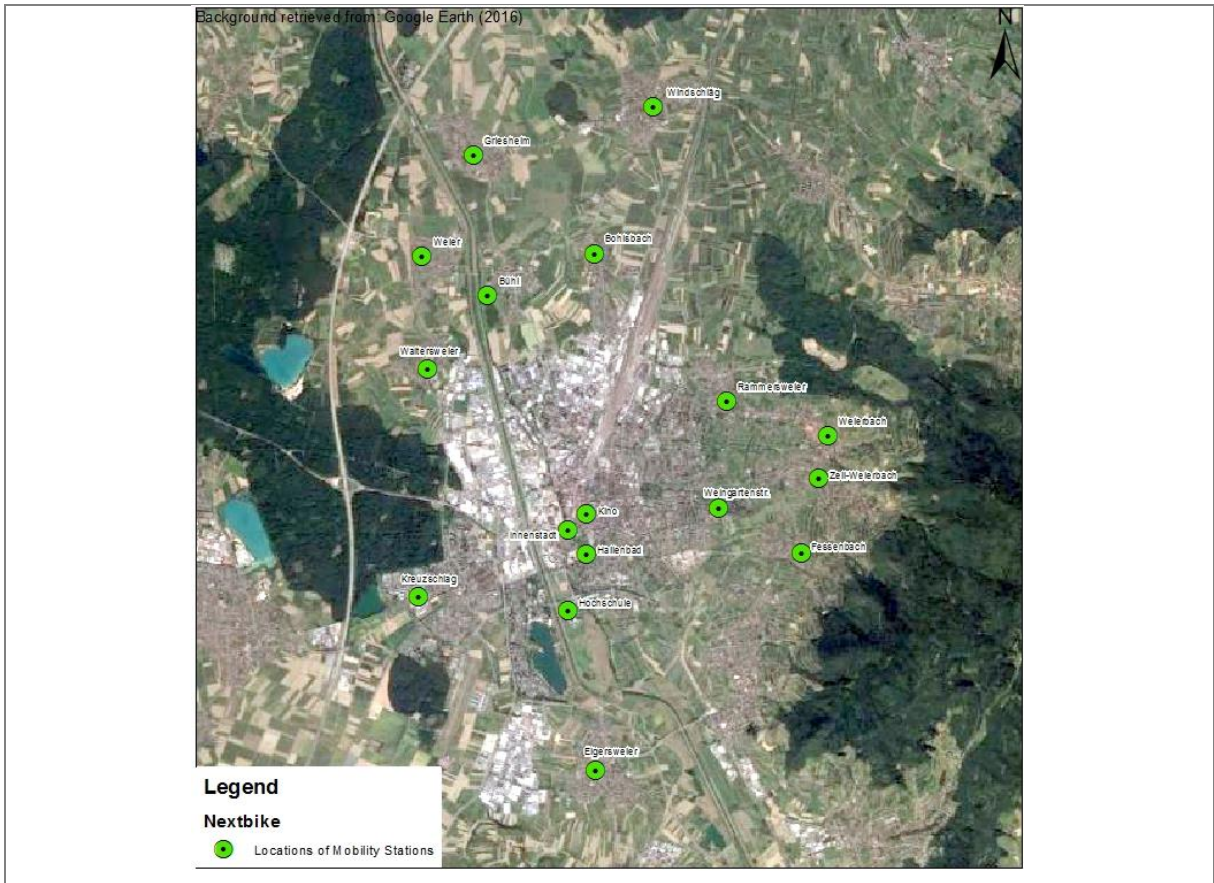 Background retrieved from: Google Earth (2016)
N
Windschläg
Griesheim
Weier
Bohlsbach
Bühl
Waltersweier
Rammersweier
Weierbach
Zell-Weierbach
Weingartenstr.
Kino
Innenstadt
Hallenbad
Fessenbach
Kreuzschlag
Hochschule
Elgersweier
Legend
Nextbike
Locations of Mobility Stations